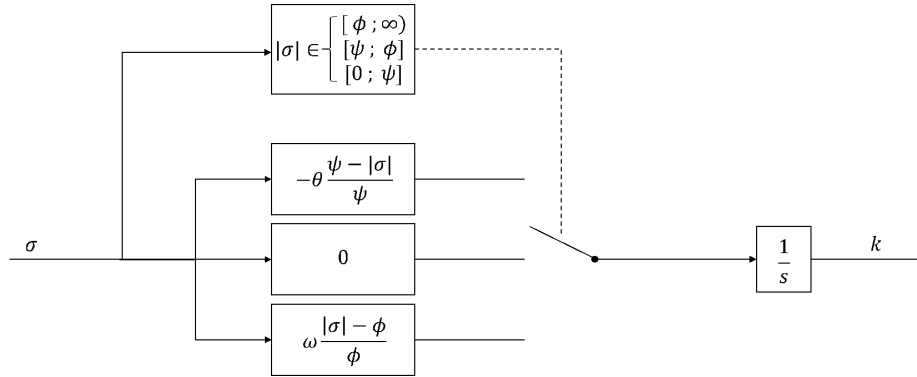 |σ| ∈ { [ ϕ ; ∞)
[ψ ; ϕ]
[0 ; ψ]
−θ (ψ − |σ|)/ψ
σ
0
1/s
k
ω (|σ| − ϕ)/ϕ